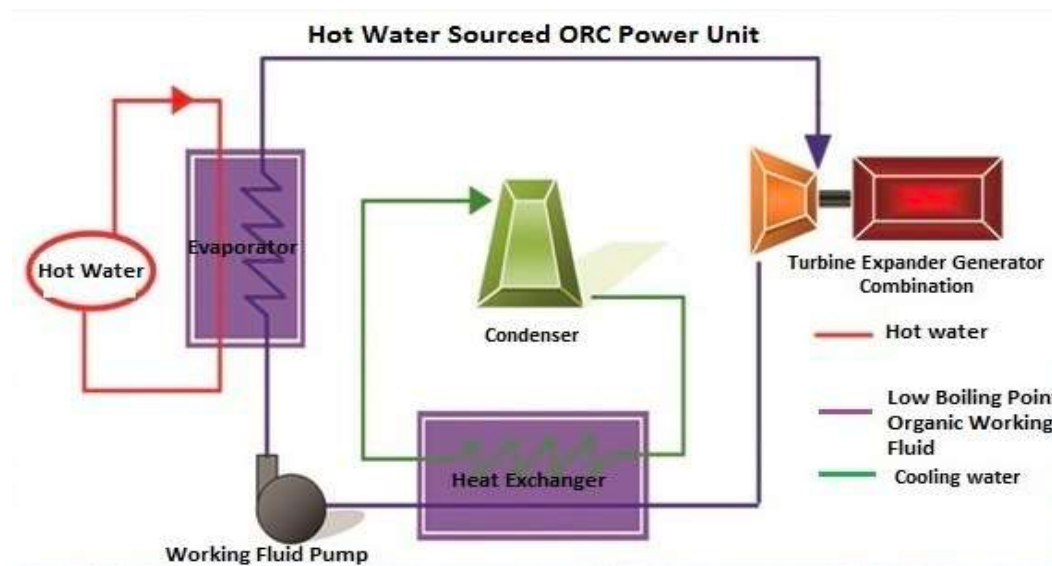 Hot Water Sourced ORC Power Unit
Evaporator
Hot Water
Turbine Expander Generator
Combination
Condenser
Hot water
Low Boiling Poin
Organic Working
Fluid
Cooling water
Heat Exchanger
Working Fluid Pump